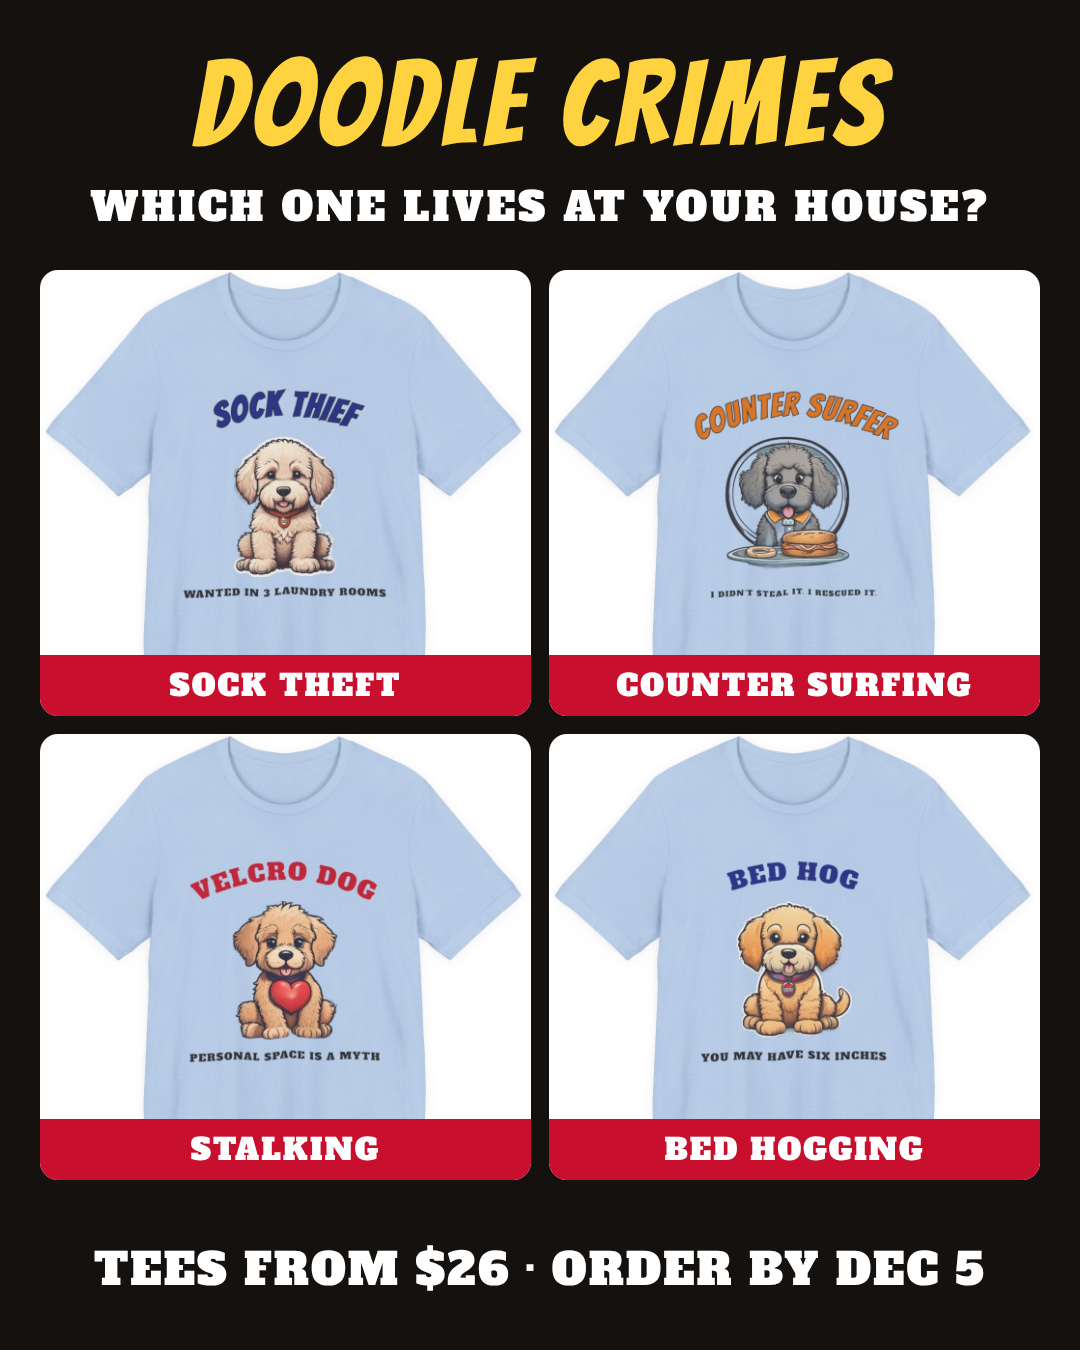 DOODLE CRIMES
WHICH ONE LIVES AT YOUR HOUSE?
SOCK THIEF
WANTED IN 3 LAUNDRY ROOMS
SOCK THEFT
COUNTER SURFER
I DIDN'T STEAL IT. I RESCUED IT.
COUNTER SURFING
VELCRO DOG
PERSONAL SPACE IS A MYTH
STALKING
BED HOG
YOU MAY HAVE SIX INCHES
BED HOGGING
TEES FROM $26 · ORDER BY DEC 5